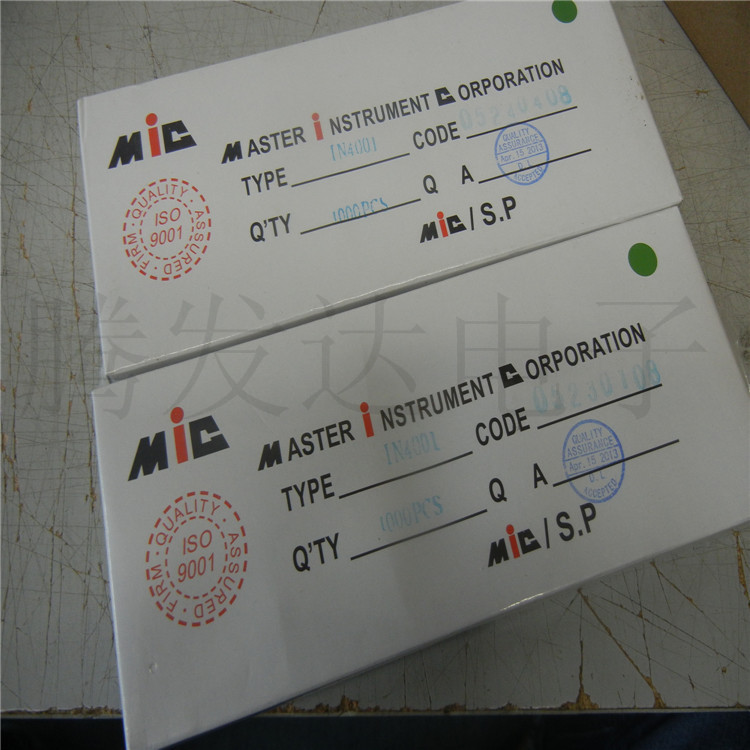 MiC
MASTER iNSTRUMENT CORPORATION
TYPE 1N4001 CODE 05230408
Q'TY 1000PCS Q A
QUALITY ASSURANCE
Apr. 15 2013
ACCEPTED
MiC / S.P
FIRM · QUALITY · ASSURED
ISO
9001
腾发达电子
MiC
MASTER iNSTRUMENT CORPORATION
TYPE 1N4001 CODE 05230408
Q'TY 1000PCS Q A
QUALITY ASSURANCE
Apr. 15 2013
ACCEPTED
MiC / S.P
FIRM · QUALITY · ASSURED
ISO
9001